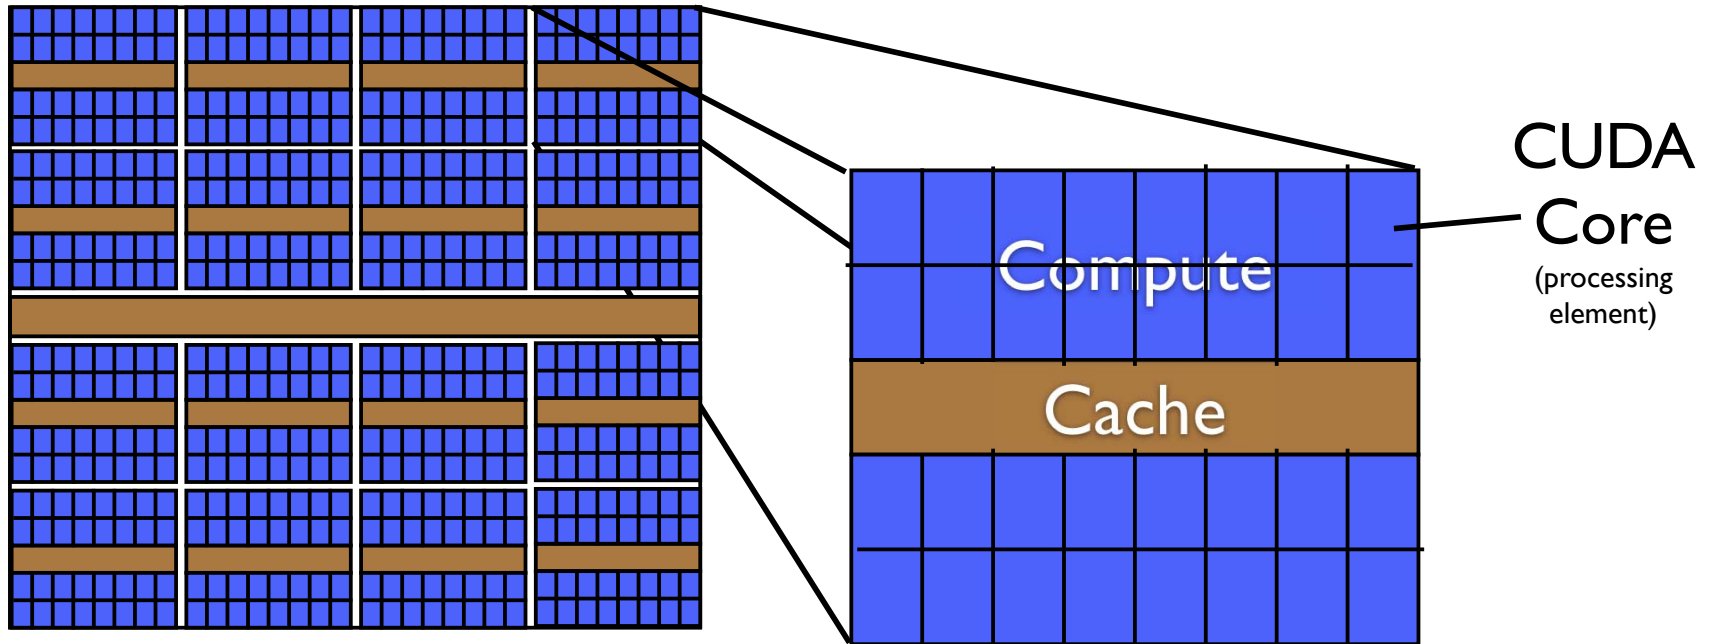 CUDA
Core
(processing
element)
Compute
Cache